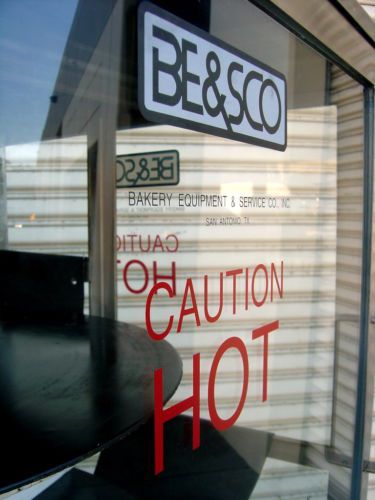 BE&SCO
BAKERY EQUIPMENT & SERVICE CO., INC.
SAN ANTONIO, TX
CAUTION
HOT